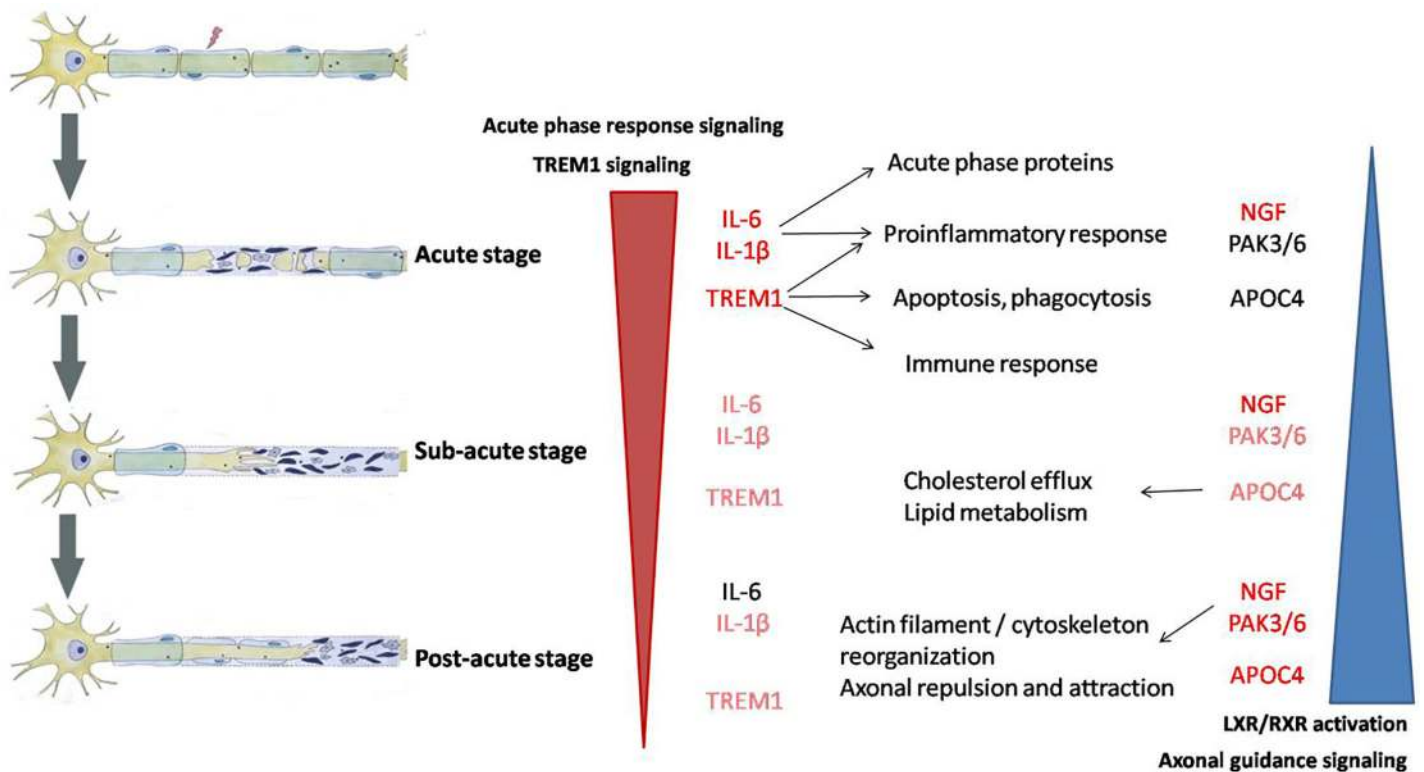 Acute phase response signaling
TREM1 signaling
Acute phase proteins
IL-6
IL-1β
Proinflammatory response
NGF
PAK3/6
Acute stage
TREM1
Apoptosis, phagocytosis
APOC4
Immune response
IL-6
IL-1β
NGF
PAK3/6
Sub-acute stage
TREM1
Cholesterol efflux
Lipid metabolism
APOC4
IL-6
IL-1β
NGF
PAK3/6
Actin filament / cytoskeleton
reorganization
Axonal repulsion and attraction
Post-acute stage
TREM1
APOC4
LXR/RXR activation
Axonal guidance signaling